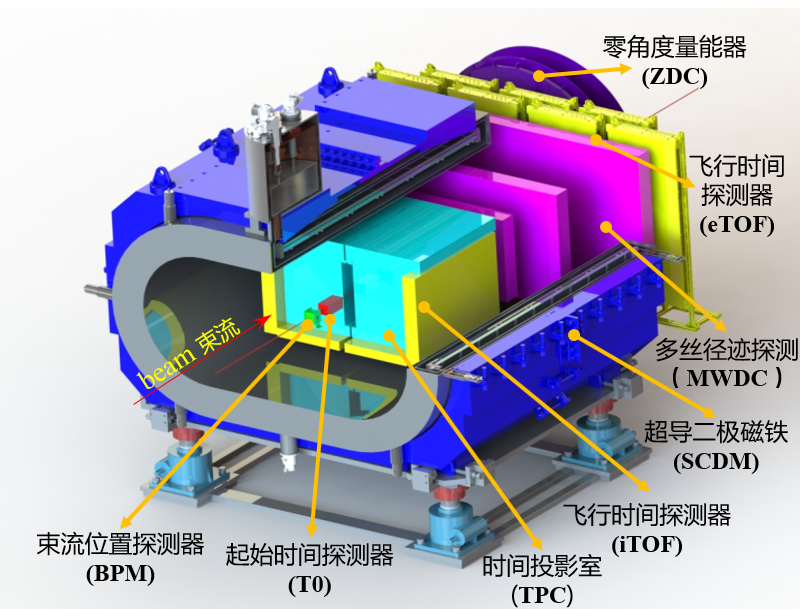 零角度量能器
(ZDC)
飞行时间
探测器
(eTOF)
多丝径迹探测
（MWDC）
超导二极磁铁
(SCDM)
飞行时间探测器
(iTOF)
时间投影室
(TPC)
起始时间探测器
(T0)
束流位置探测器
(BPM)
beam 束流